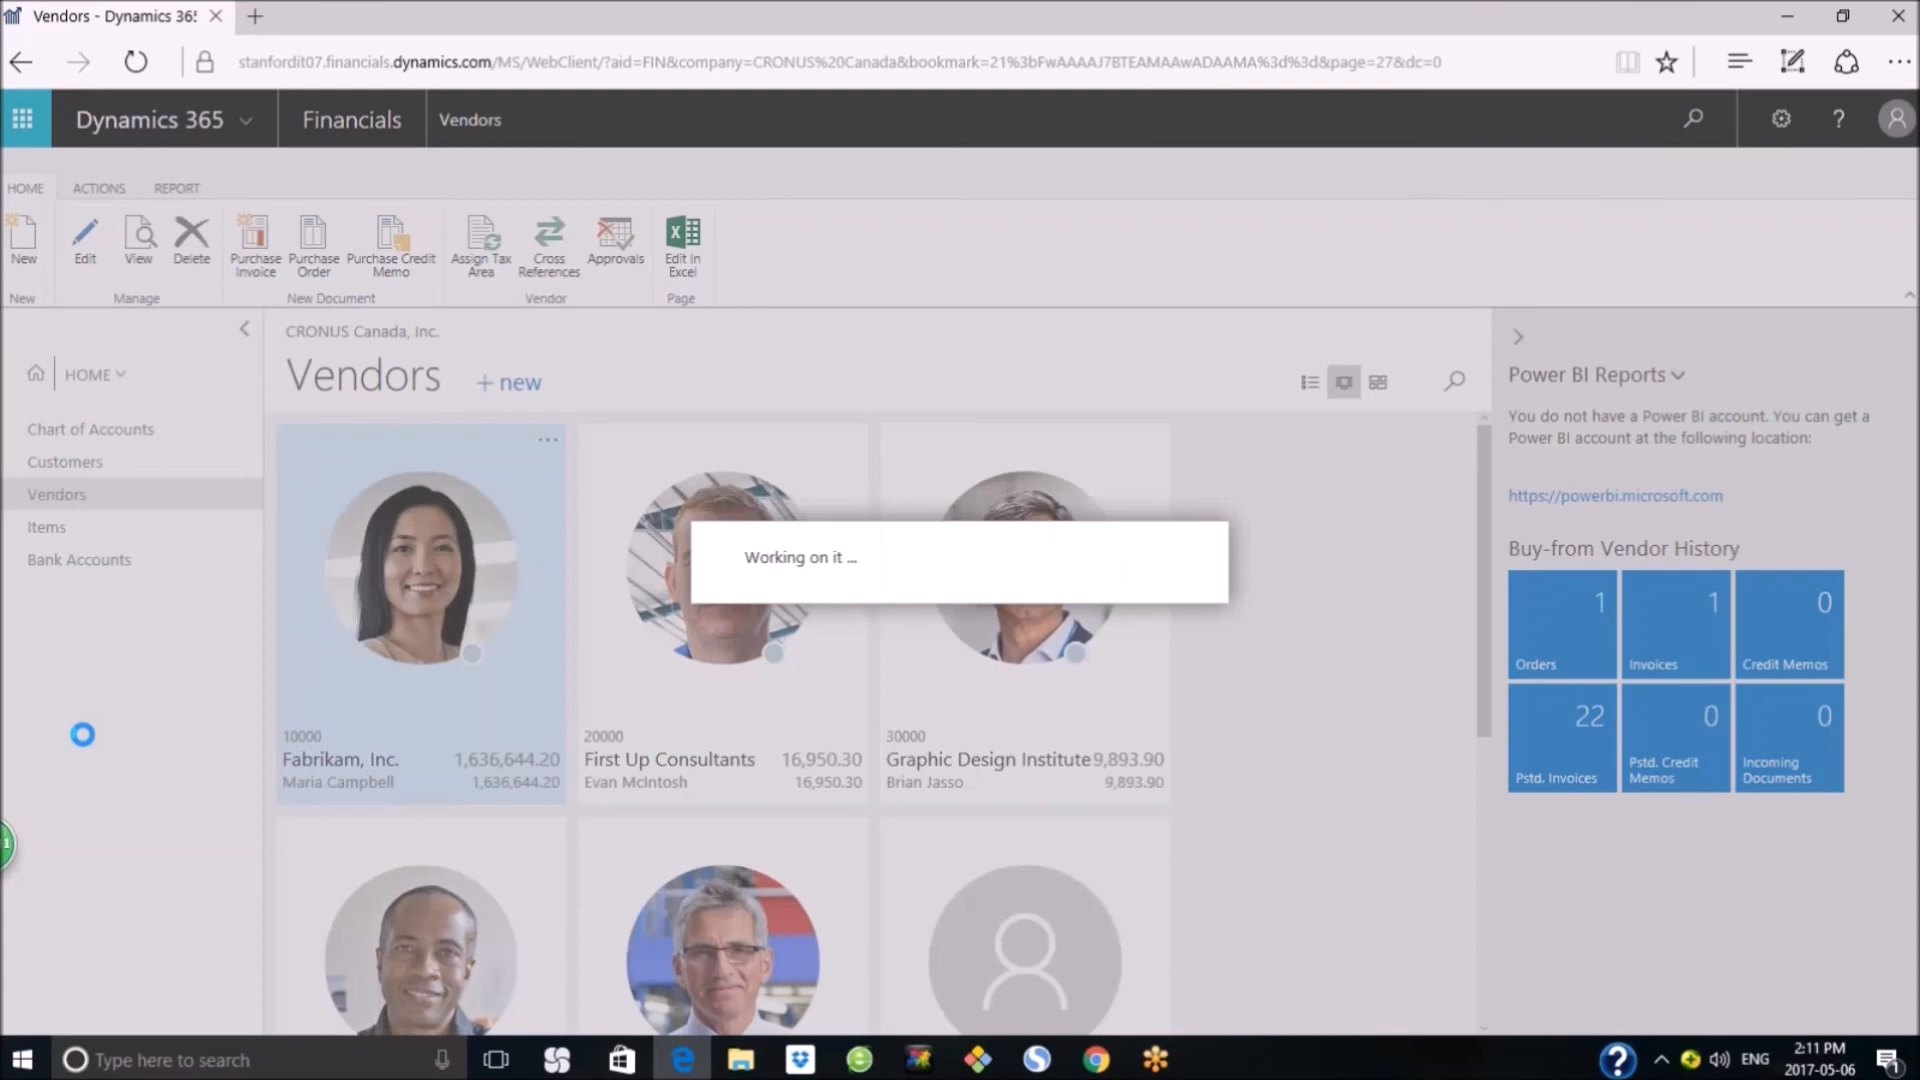 Vendors - Dynamics 365
stanfordit07.financials.dynamics.com/MS/WebClient/?aid=FIN&company=CRONUS%20Canada&bookmark=21%3bFwAAAAJ7BTEAMAAwADAAMA%3d%3d&page=27&dc=0
Dynamics 365
Financials
Vendors
?
HOME
ACTIONS
REPORT
New
Edit
View
Delete
Purchase
Invoice
Purchase
Order
Purchase Credit
Memo
Assign Tax
Area
Cross
References
Approvals
Edit In
Excel
New
Manage
New Document
Vendor
Page
HOME
Chart of Accounts
Customers
Vendors
Items
Bank Accounts
CRONUS Canada, Inc.
Vendors
+ new
Working on it ...
10000
Fabrikam, Inc. 1,636,644.20
Maria Campbell 1,636,644.20
20000
First Up Consultants 16,950.30
Evan McIntosh 16,950.30
30000
Graphic Design Institute 9,893.90
Brian Jasso 9,893.90
Power BI Reports
You do not have a Power BI account. You can get a
Power BI account at the following location:
https://powerbi.microsoft.com
Buy-from Vendor History
1
Orders
1
Invoices
0
Credit Memos
22
Pstd. Invoices
0
Pstd. Credit
Memos
0
Incoming
Documents
1
Type here to search
?
ENG
2:11 PM
2017-05-06
1